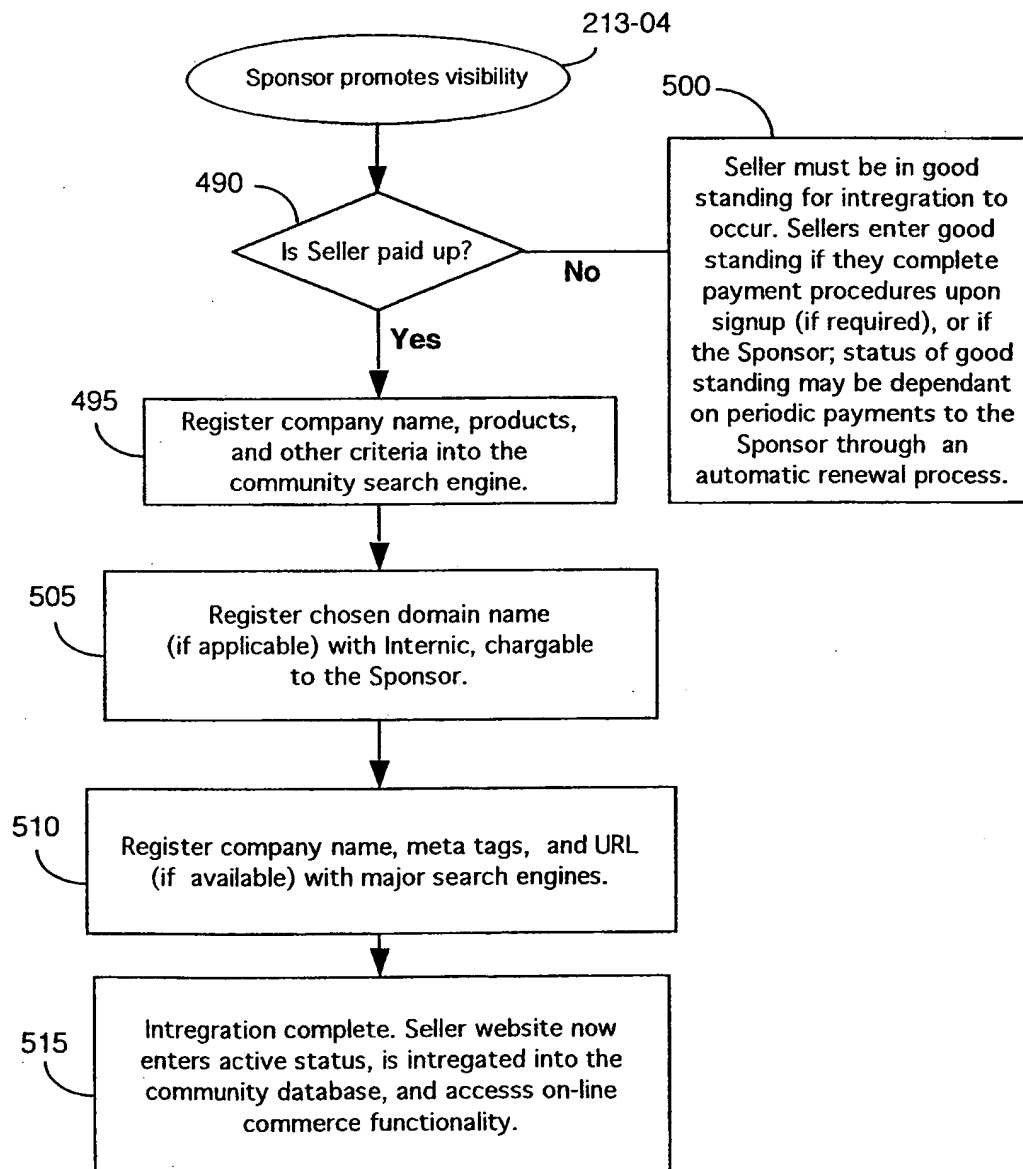 213-04
Sponsor promotes visibility
500
490
Is Seller paid up?
No
Yes
Seller must be in good
standing for intregration to
occur. Sellers enter good
standing if they complete
payment procedures upon
signup (if required), or if
the Sponsor; status of good
standing may be dependant
on periodic payments to the
Sponsor through an
automatic renewal process.
495
Register company name, products,
and other criteria into the
community search engine.
505
Register chosen domain name
(if applicable) with Internic, chargable
to the Sponsor.
510
Register company name, meta tags, and URL
(if available) with major search engines.
515
Intregration complete. Seller website now
enters active status, is intregated into the
community database, and accesss on-line
commerce functionality.